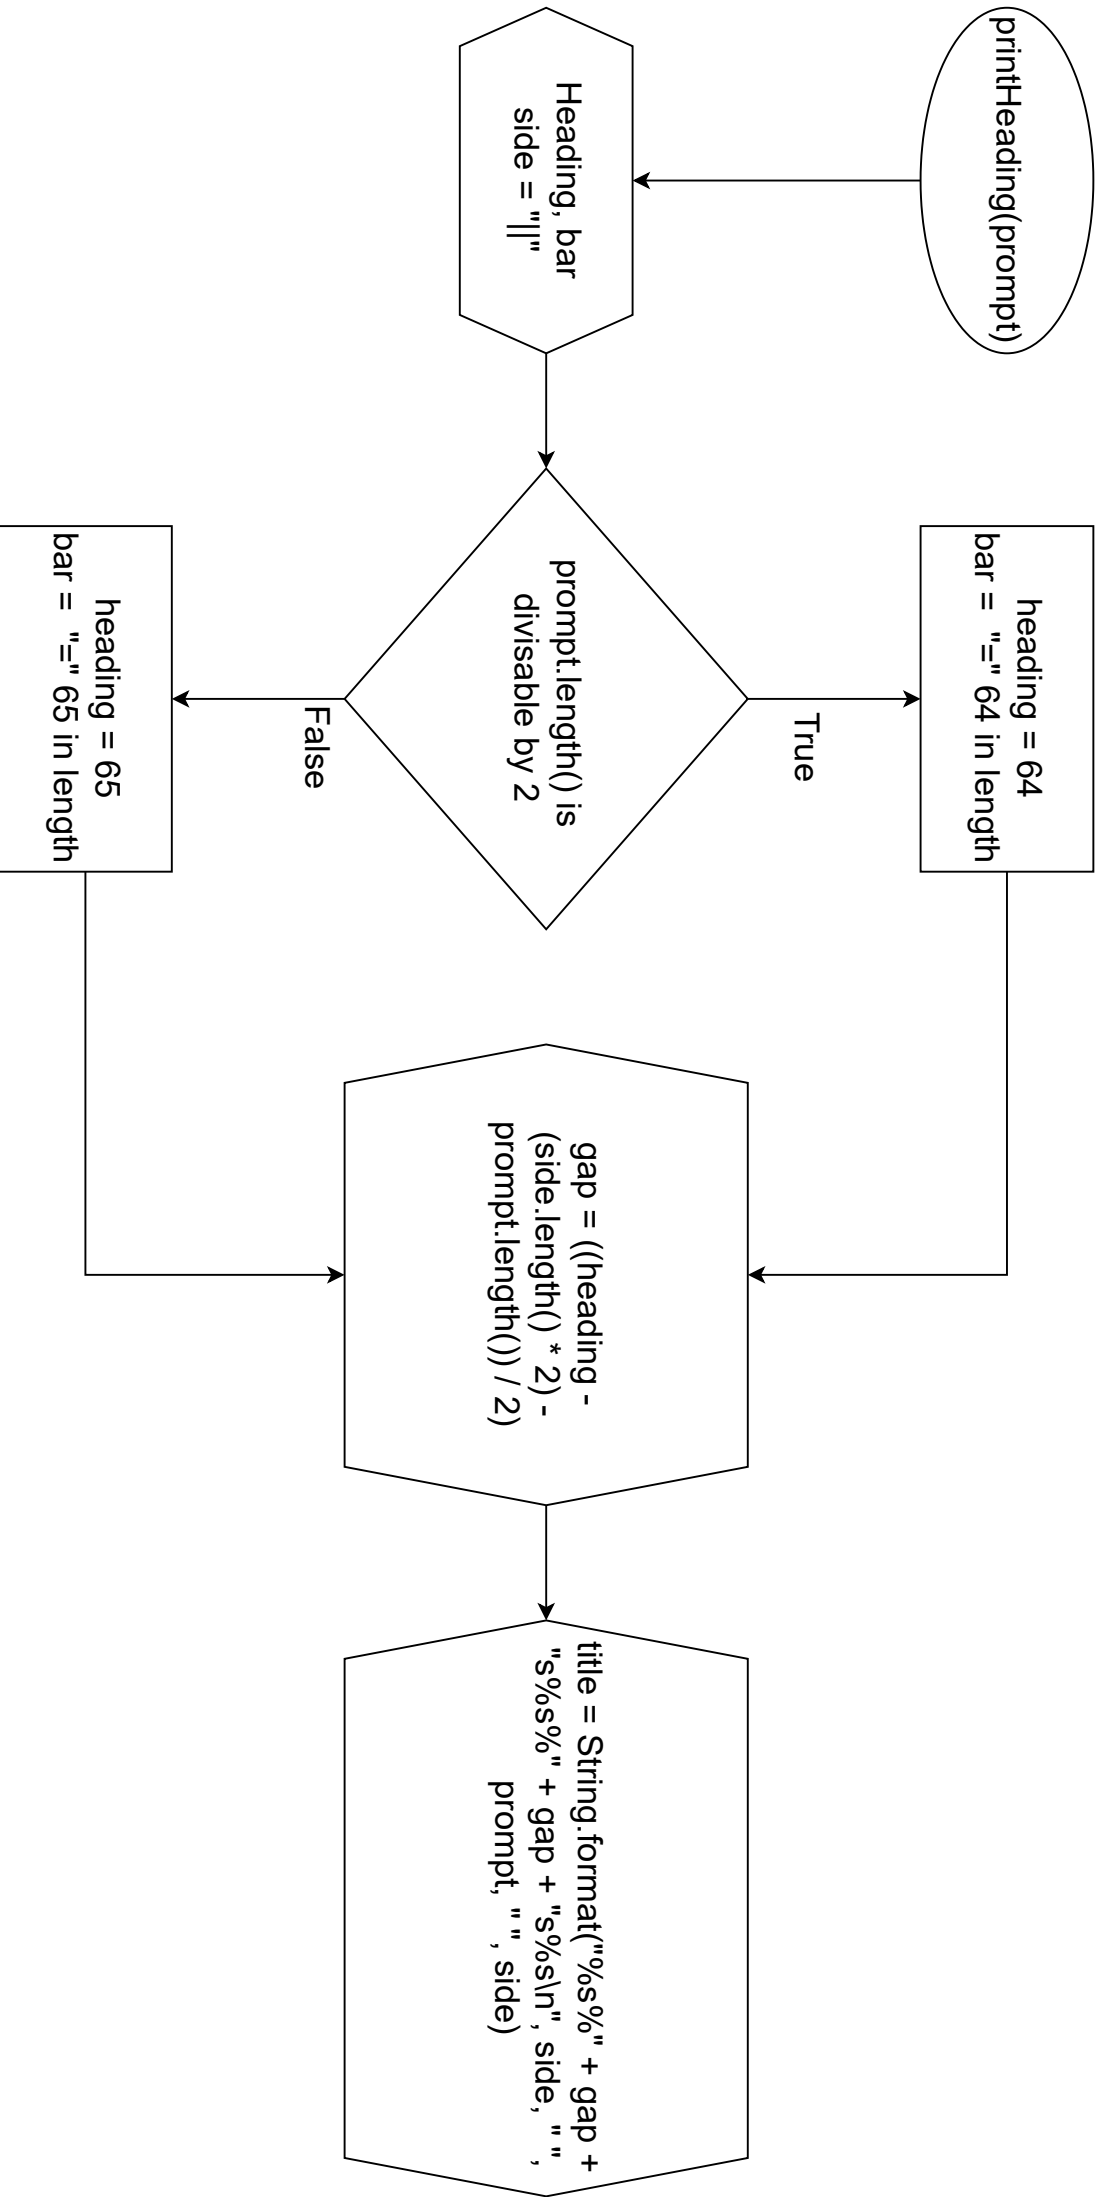 printHeading(prompt)
Heading, bar
side = "||"
prompt.length() is
divisable by 2
True
heading = 64
bar =  "=" 64 in length
False
heading = 65
bar =  "=" 65 in length
gap = ((heading -
(side.length() * 2) -
prompt.length()) / 2)
title = String.format("%s%" + gap +
"s%s%" + gap + "s%s\n", side, " ",
prompt, " ", side)